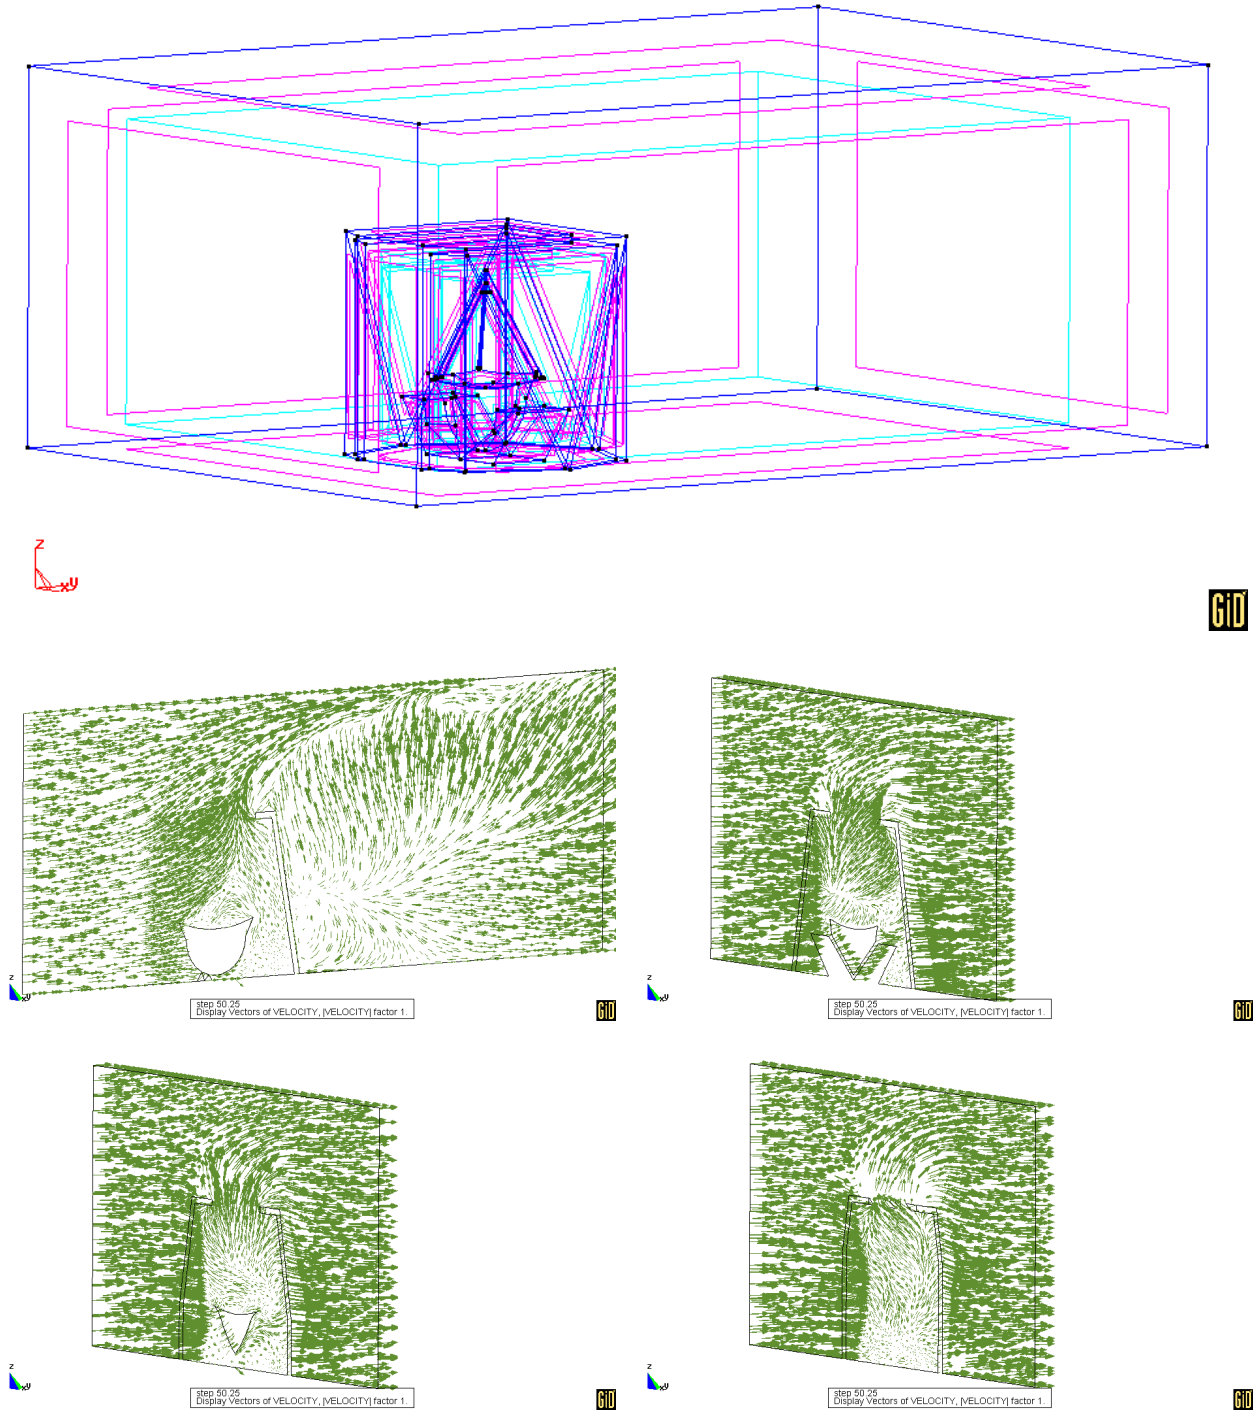 z
x y
GiD
z
x y
step 50.25
Display Vectors of VELOCITY, |VELOCITY| factor 1.
GiD
z
x y
step 50.25
Display Vectors of VELOCITY, |VELOCITY| factor 1.
GiD
z
x y
step 50.25
Display Vectors of VELOCITY, |VELOCITY| factor 1.
GiD
z
x y
step 50.25
Display Vectors of VELOCITY, |VELOCITY| factor 1.
GiD